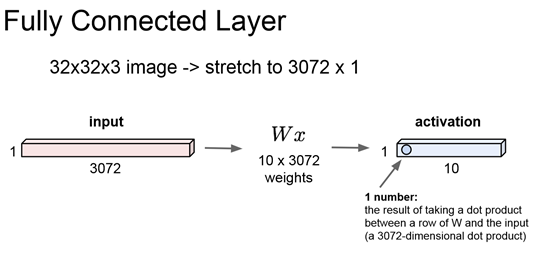 Fully Connected Layer
32x32x3 image -> stretch to 3072 x 1
input
1
3072
Wx
10 x 3072
weights
activation
1
10
1 number:
the result of taking a dot product
between a row of W and the input
(a 3072-dimensional dot product)